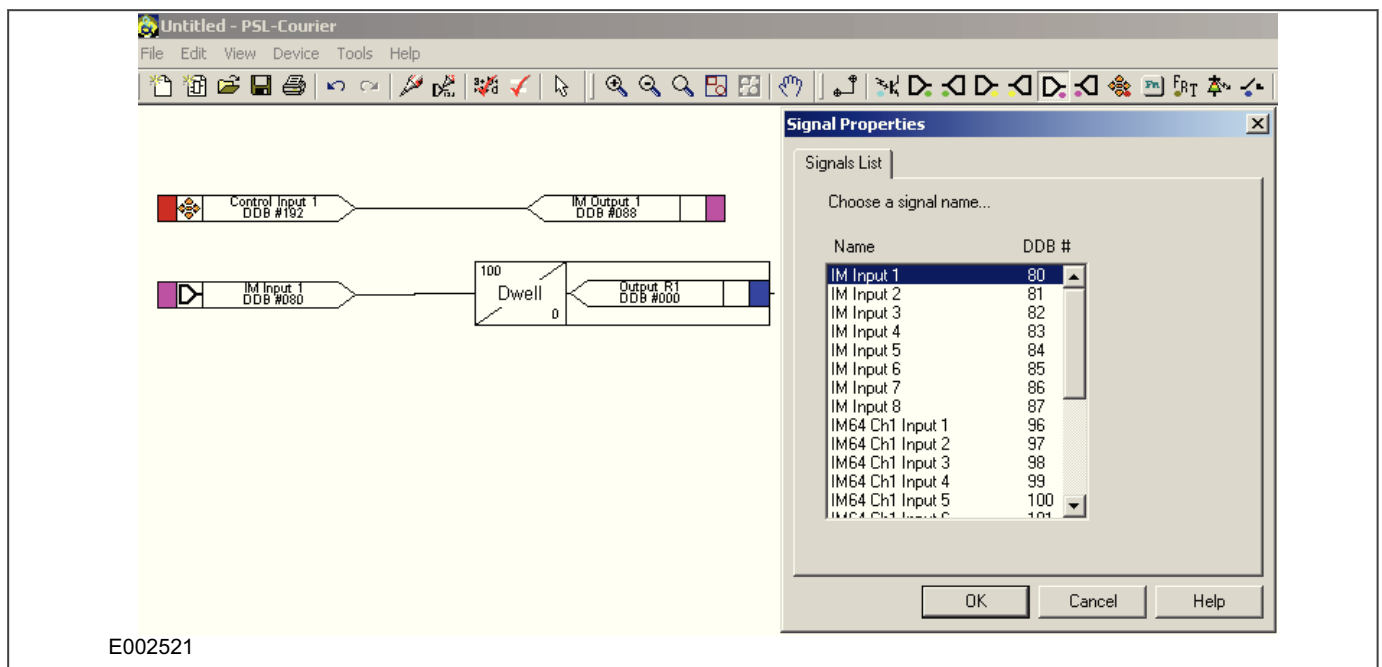 Untitled - PSL-Courier
File Edit View Device Tools Help
Control Input 1
DDB #192
IM Output 1
DDB #088
IM Input 1
DDB #080
100
Dwell
0
Output R1
DDB #000
Signal Properties
Signals List
Choose a signal name...
Name DDB #
IM Input 1 80
IM Input 2 81
IM Input 3 82
IM Input 4 83
IM Input 5 84
IM Input 6 85
IM Input 7 86
IM Input 8 87
IM64 Ch1 Input 1 96
IM64 Ch1 Input 2 97
IM64 Ch1 Input 3 98
IM64 Ch1 Input 4 99
IM64 Ch1 Input 5 100
OK Cancel Help
E002521